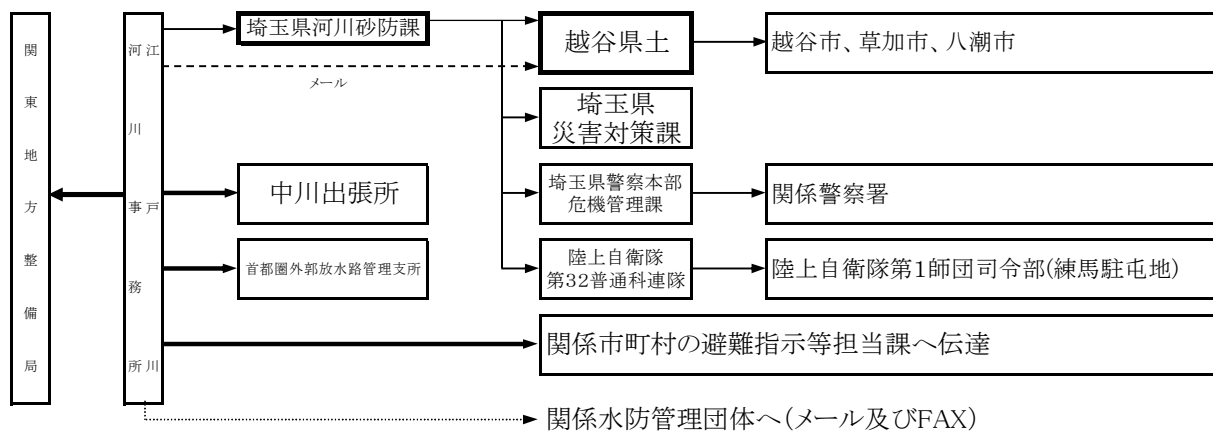 関東地方整備局
江戸川
河川事務所
埼玉県河川砂防課
メール
中川出張所
首都圏外郭放水路管理支所
越谷県土
埼玉県
災害対策課
埼玉県警察本部
危機管理課
陸上自衛隊
第32普通科連隊
越谷市、草加市、八潮市
関係警察署
陸上自衛隊第1師団司令部(練馬駐屯地)
関係市町村の避難指示等担当課へ伝達
関係水防管理団体へ(メール及びFAX)